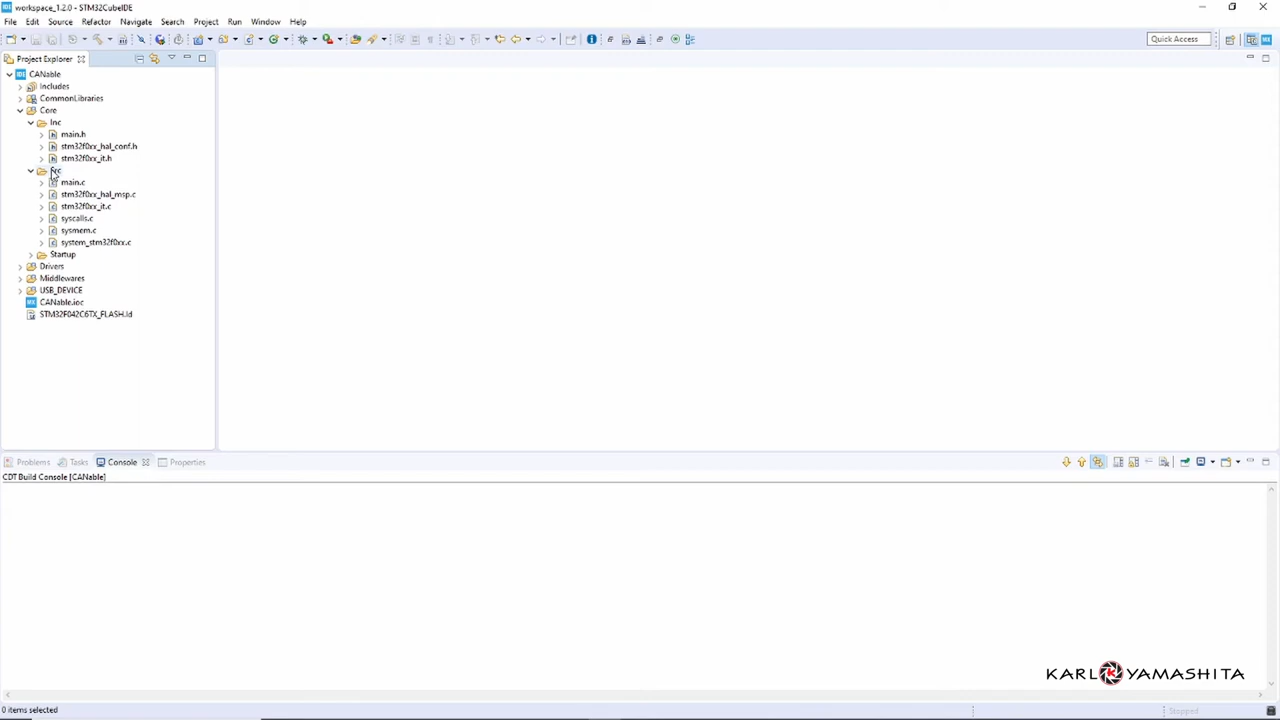 workspace_1.2.0 - STM32CubeIDE
File Edit Source Refactor Navigate Search Project Run Window Help
Quick Access
Project Explorer
CANable
Includes
CommonLibraries
Core
Inc
main.h
stm32f0xx_hal_conf.h
stm32f0xx_it.h
Src
main.c
stm32f0xx_hal_msp.c
stm32f0xx_it.c
syscalls.c
sysmem.c
system_stm32f0xx.c
Startup
Drivers
Middlewares
USB_DEVICE
CANable.ioc
STM32F042C6TX_FLASH.ld
Problems Tasks Console Properties
CDT Build Console [CANable]
KARL YAMASHITA
0 items selected
Stopped